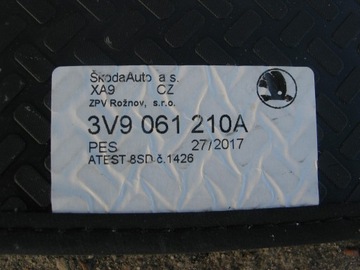 ŠkodaAuto a s.
XA9 CZ
ZPV Rožnov, s.r.o.
3V9 061 210A
PES 27/2017
ATEST 8SD č.1426